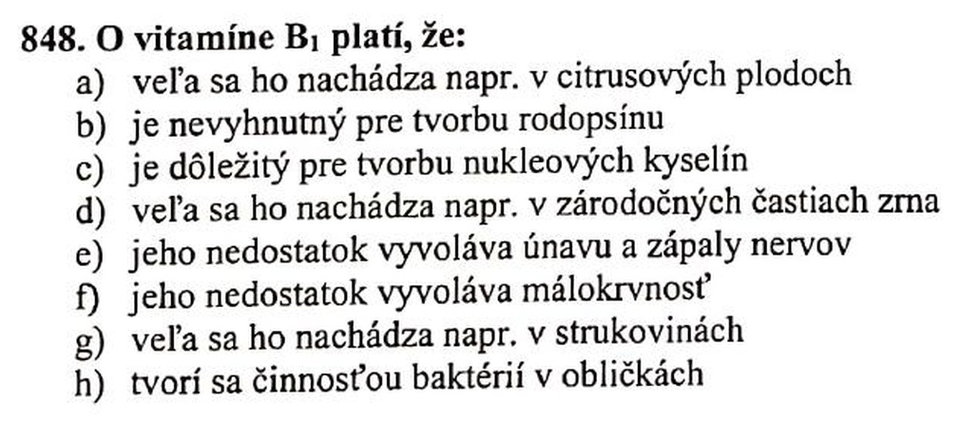 848. O vitamíne B₁ platí, že:
a) veľa sa ho nachádza napr. v citrusových plodoch
b) je nevyhnutný pre tvorbu rodopsínu
c) je dôležitý pre tvorbu nukleových kyselín
d) veľa sa ho nachádza napr. v zárodočných častiach zrna
e) jeho nedostatok vyvoláva únavu a zápaly nervov
f) jeho nedostatok vyvoláva málokrvnosť
g) veľa sa ho nachádza napr. v strukovinách
h) tvorí sa činnosťou baktérií v obličkách